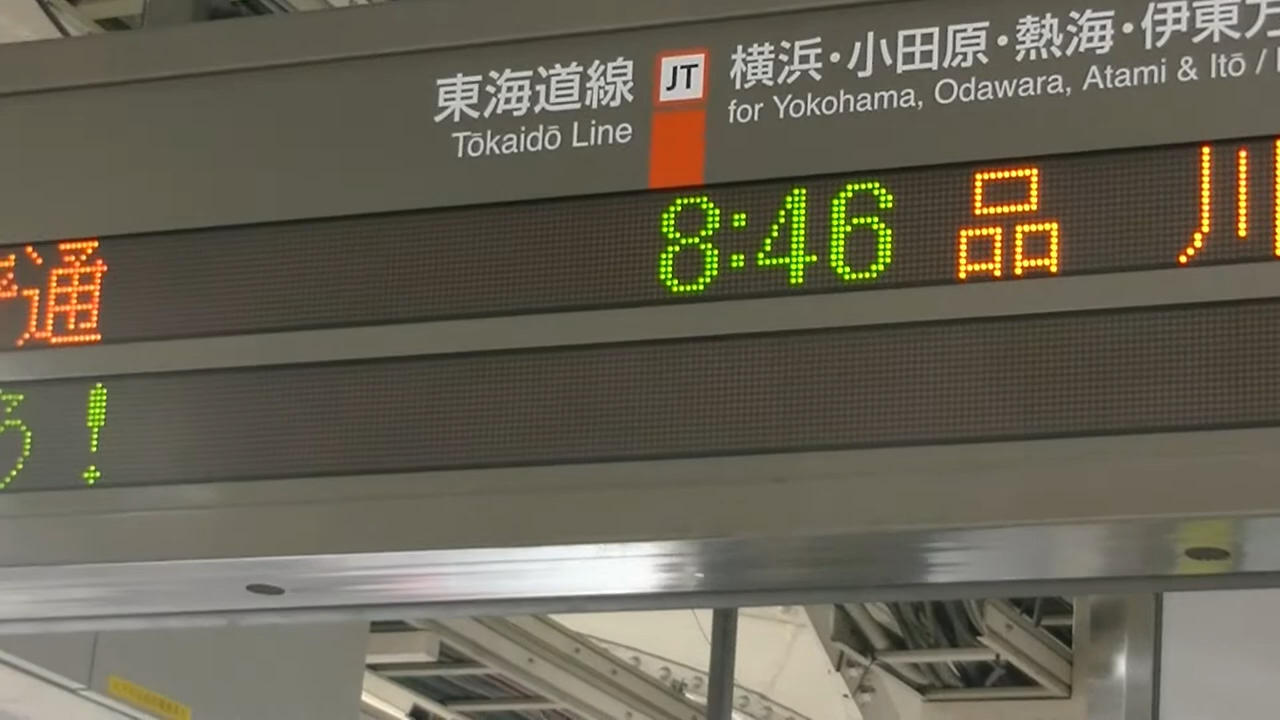 東海道線
Tōkaidō Line
JT
横浜・小田原・熱海・伊東方
for Yokohama, Odawara, Atami & Itō /
通
8:46 品川
!